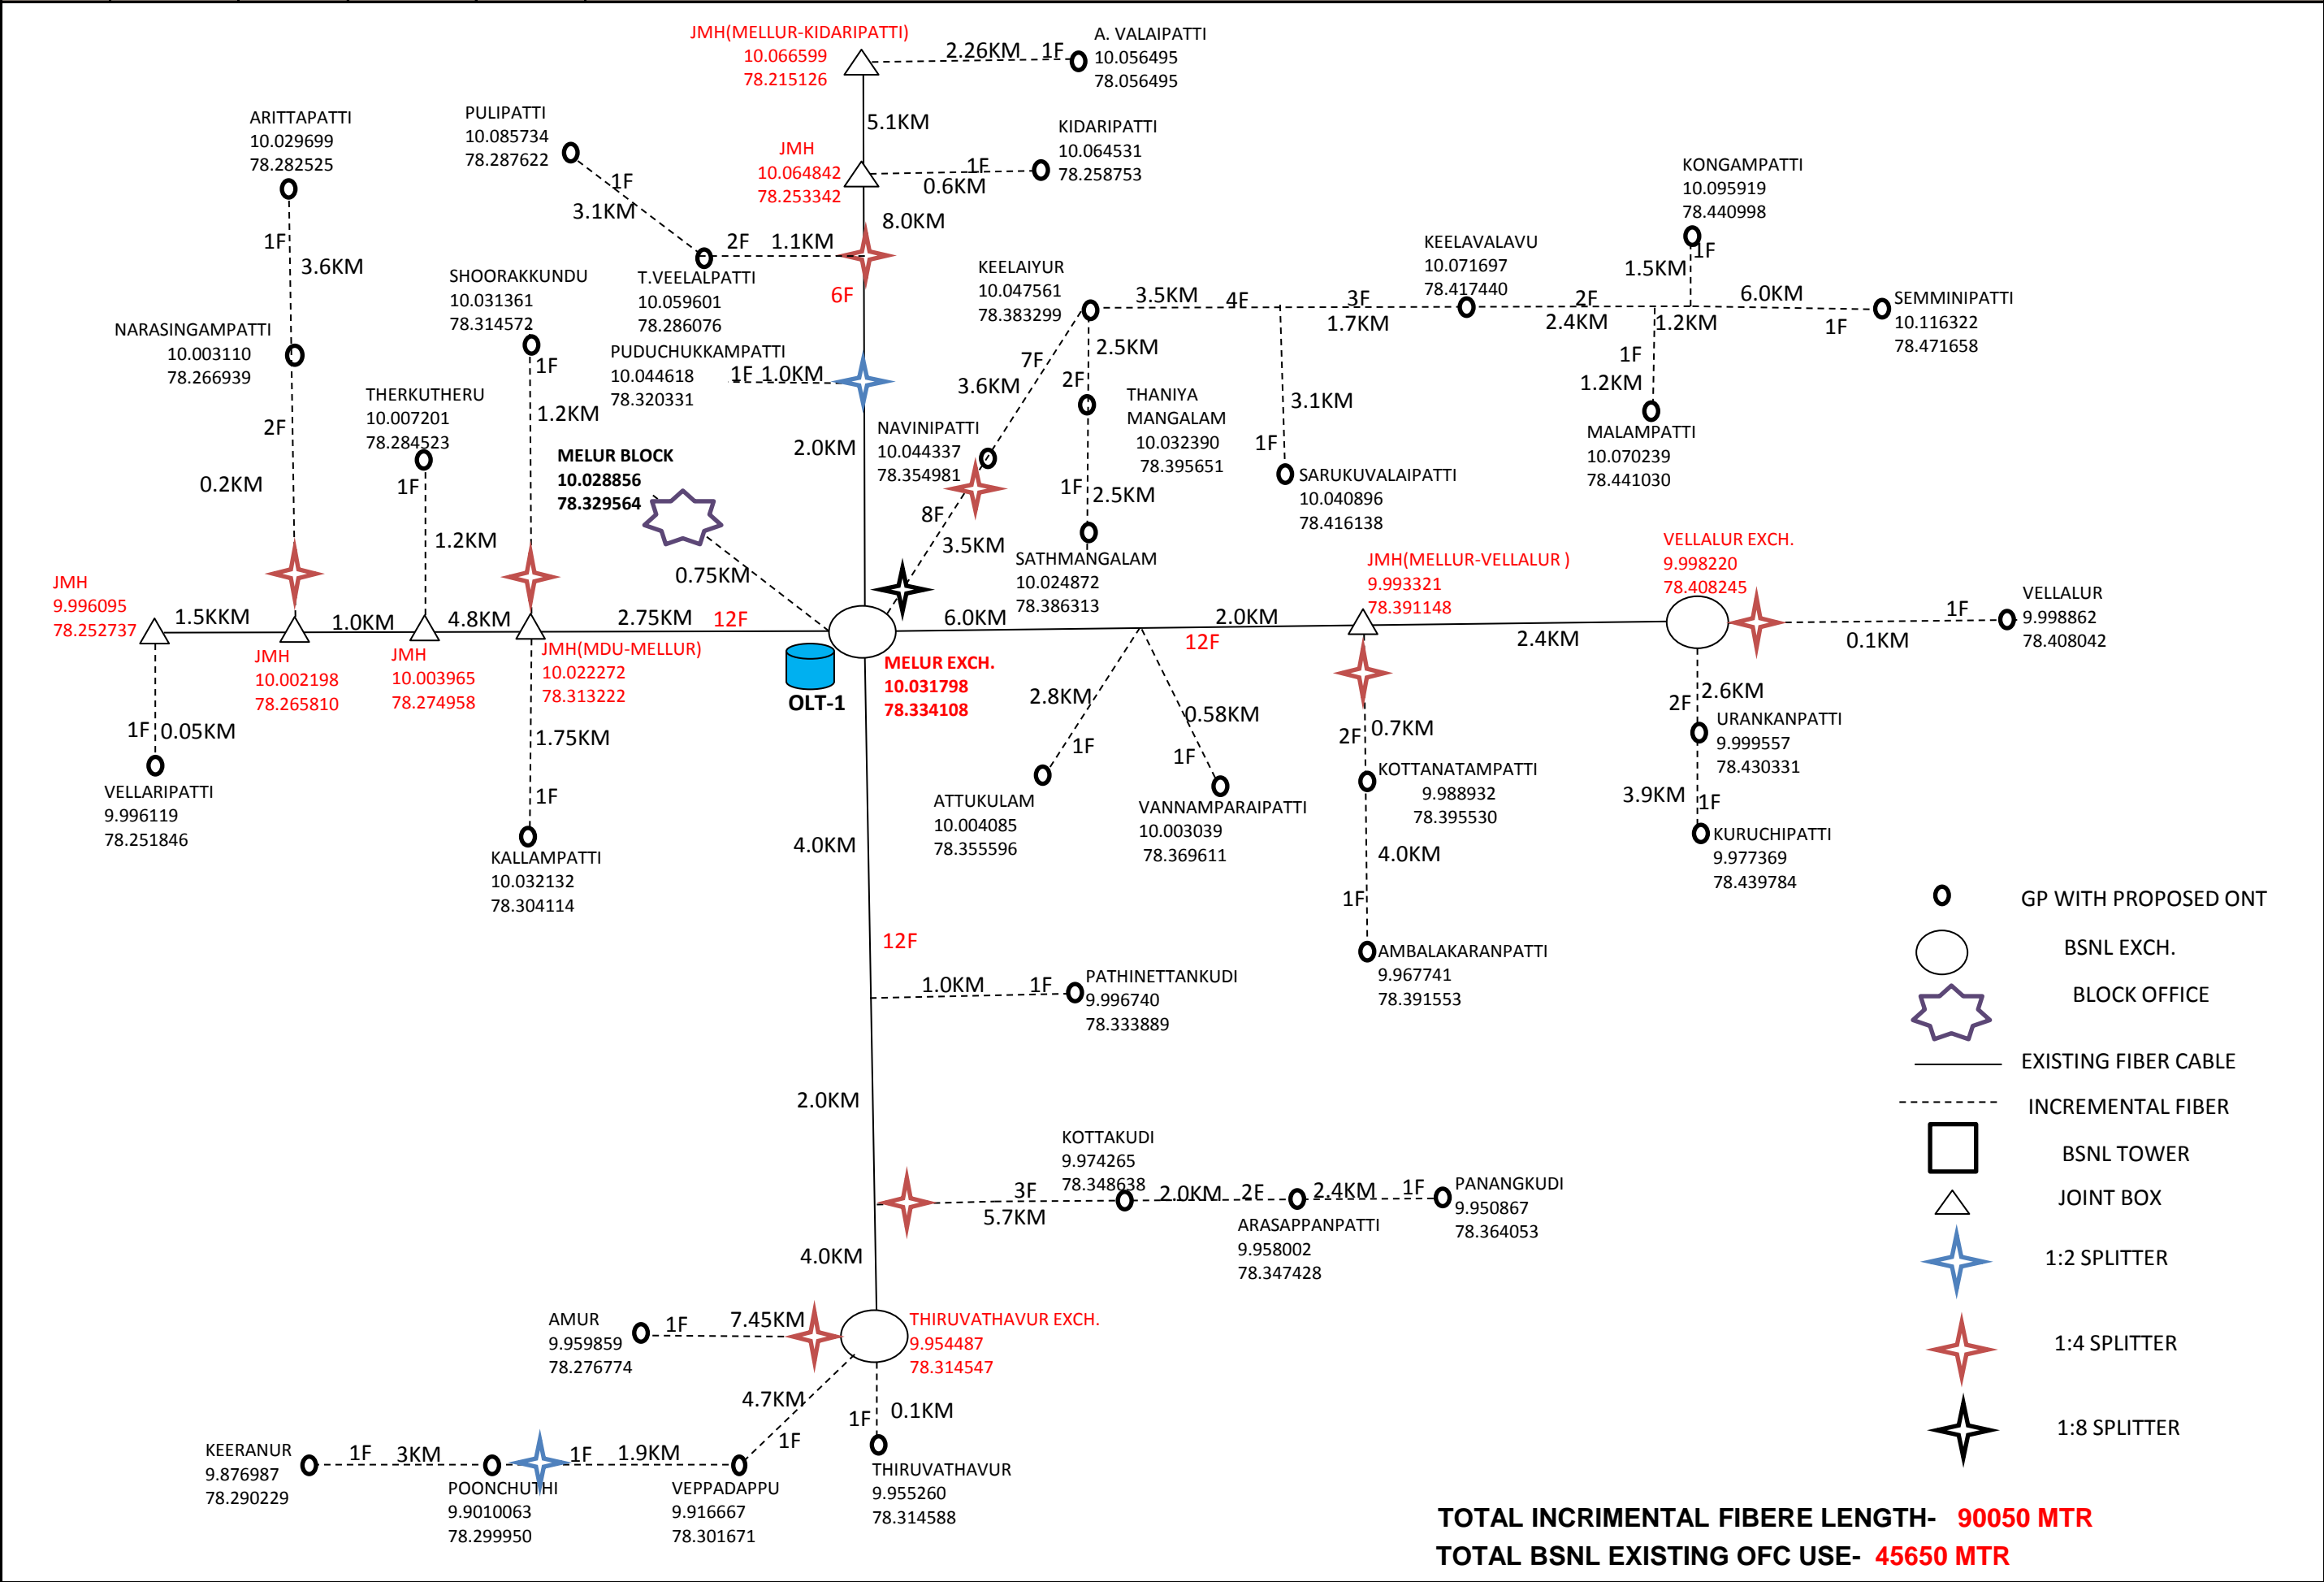 JMH(MELLUR-KIDARIPATTI)
10.066599
78.215126
2.26KM
1F
A. VALAIPATTI
10.056495
78.056495
5.1KM
ARITTAPATTI
10.029699
78.282525
PULIPATTI
10.085734
78.287622
JMH
10.064842
78.253342
1F
0.6KM
KIDARIPATTI
10.064531
78.258753
KONGAMPATTI
10.095919
78.440998
1F
3.1KM
8.0KM
2F
1.1KM
6F
T.VEELALPATTI
10.059601
78.286076
1F
3.6KM
SHOORAKKUNDU
10.031361
78.314572
1F
1.2KM
KEELAIYUR
10.047561
78.383299
3.5KM
4F
3F
1.7KM
KEELAVALAVU
10.071697
78.417440
2F
2.4KM
1.5KM
1F
1.2KM
6.0KM
1F
SEMMINIPATTI
10.116322
78.471658
NARASINGAMPATTI
10.003110
78.266939
2F
0.2KM
THERKUTHERU
10.007201
78.284523
1F
1.2KM
PUDUCHUKKAMPATTI
10.044618
78.320331
1F
1.0KM
2.0KM
7F
3.6KM
2.5KM
2F
THANIYA
MANGALAM
10.032390
78.395651
3.1KM
1F
SARUKUVALAIPATTI
10.040896
78.416138
1F
1.2KM
MALAMPATTI
10.070239
78.441030
MELUR BLOCK
10.028856
78.329564
0.75KM
NAVINIPATTI
10.044337
78.354981
8F
3.5KM
1F
2.5KM
SATHMANGALAM
10.024872
78.386313
JMH(MELLUR-VELLALUR )
9.993321
78.391148
VELLALUR EXCH.
9.998220
78.408245
1F
0.1KM
VELLALUR
9.998862
78.408042
JMH
9.996095
78.252737
1.5KKM
1.0KM
4.8KM
2.75KM
12F
6.0KM
2.0KM
12F
2.4KM
JMH
10.002198
78.265810
JMH
10.003965
78.274958
JMH(MDU-MELLUR)
10.022272
78.313222
OLT-1
MELUR EXCH.
10.031798
78.334108
1F
0.05KM
VELLARIPATTI
9.996119
78.251846
1.75KM
1F
KALLAMPATTI
10.032132
78.304114
2.8KM
1F
ATTUKULAM
10.004085
78.355596
0.58KM
1F
VANNAMPARAIPATTI
10.003039
78.369611
2F
0.7KM
KOTTANATAMPATTI
9.988932
78.395530
4.0KM
1F
AMBALAKARANPATTI
9.967741
78.391553
2.6KM
2F
URANKANPATTI
9.999557
78.430331
3.9KM
1F
KURUCHIPATTI
9.977369
78.439784
4.0KM
12F
1.0KM
1F
PATHINETTANKUDI
9.996740
78.333889
2.0KM
3F
5.7KM
KOTTAKUDI
9.974265
78.348638
2.0KM
2F
ARASAPPANPATTI
9.958002
78.347428
2.4KM
1F
PANANGKUDI
9.950867
78.364053
4.0KM
AMUR
9.959859
78.276774
1F
7.45KM
THIRUVATHAVUR EXCH.
9.954487
78.314547
4.7KM
1F
1F
0.1KM
THIRUVATHAVUR
9.955260
78.314588
KEERANUR
9.876987
78.290229
1F
3KM
POONCHUTHI
9.9010063
78.299950
1F
1.9KM
VEPPADAPPU
9.916667
78.301671
GP WITH PROPOSED ONT
BSNL EXCH.
BLOCK OFFICE
EXISTING FIBER CABLE
INCREMENTAL FIBER
BSNL TOWER
JOINT BOX
1:2 SPLITTER
1:4 SPLITTER
1:8 SPLITTER
TOTAL INCRIMENTAL FIBERE LENGTH- 90050 MTR
TOTAL BSNL EXISTING OFC USE- 45650 MTR